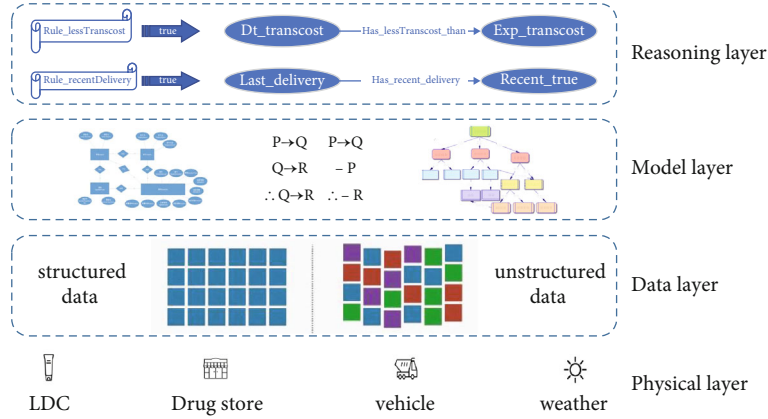 Rule_lessTranscost
true
Dt_transcost
Has_lessTranscost_than
Exp_transcost
Reasoning layer
Rule_recentDelivery
true
Last_delivery
Has_recent_delivery
Recent_true
P→Q P→Q
Q→R – P
∴ Q→R ∴ – R
Model layer
structured
data
unstructured
data
Data layer
LDC
Drug store
vehicle
weather
Physical layer